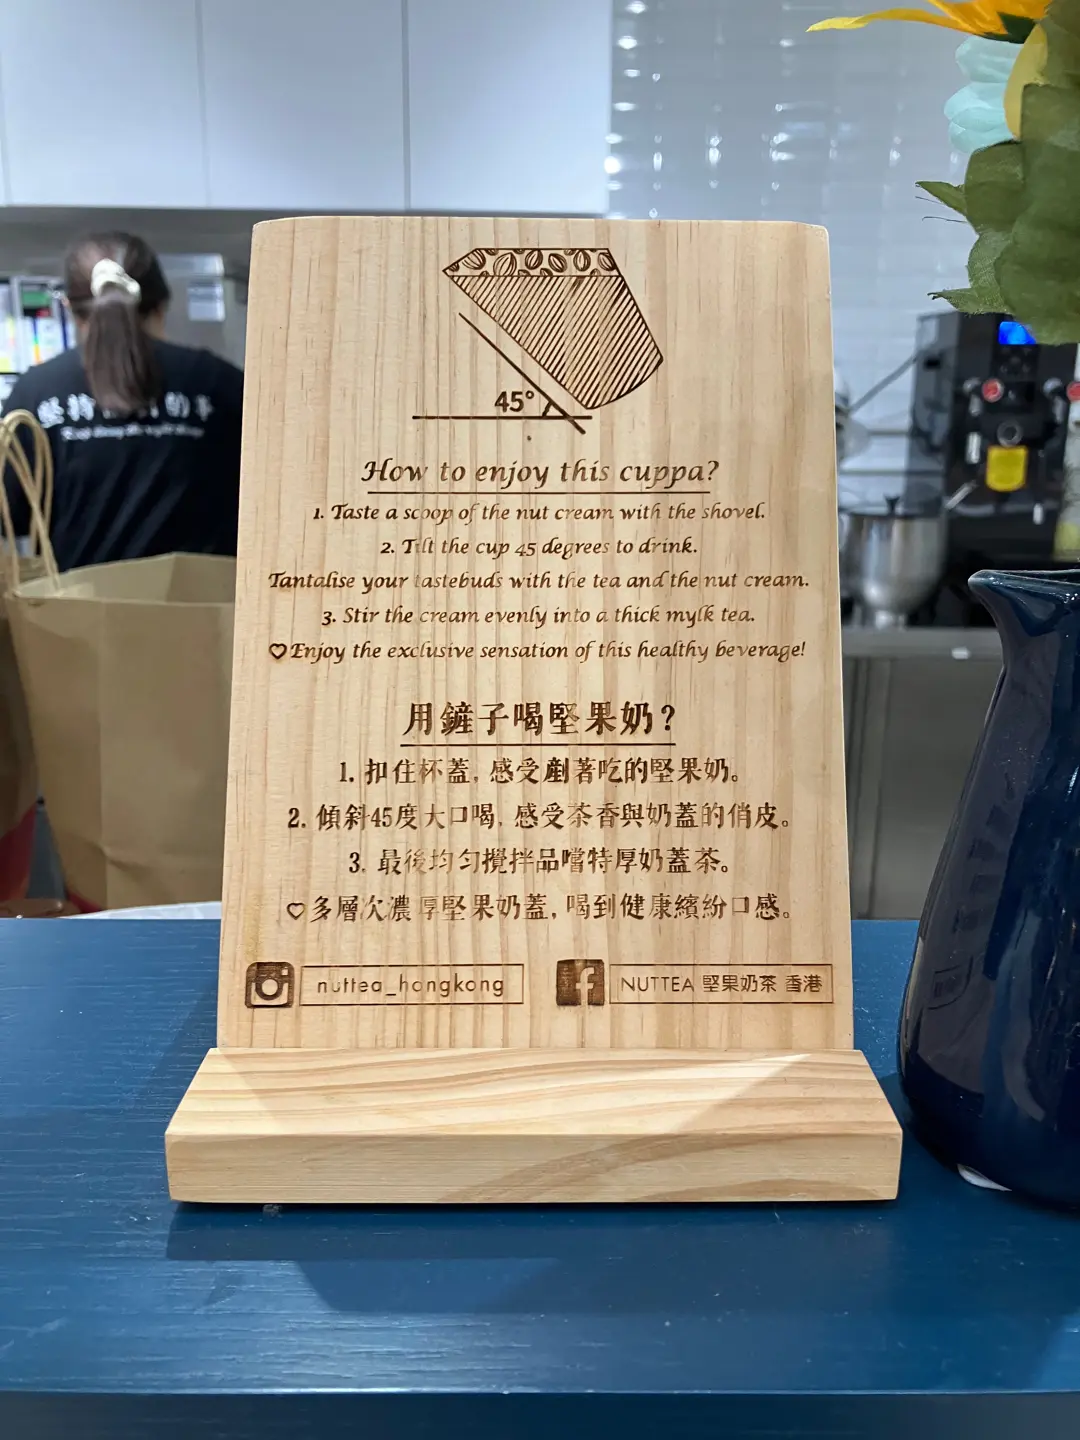 45°
How to enjoy this cuppa?
1. Taste a scoop of the nut cream with the shovel.
2. Tilt the cup 45 degrees to drink.
Tantalise your tastebuds with the tea and the nut cream.
3. Stir the cream evenly into a thick mylk tea.
♡Enjoy the exclusive sensation of this healthy beverage!
用鏟子喝堅果奶？
1. 扣住杯蓋, 感受剷著吃的堅果奶。
2. 傾斜45度大口喝, 感受茶香與奶蓋的俏皮。
3. 最後均勻攪拌品嚐特厚奶蓋茶。
♡多層次濃厚堅果奶蓋, 喝到健康繽紛口感。
nuttea_hongkong
NUTTEA 堅果奶茶 香港
堅持 的事